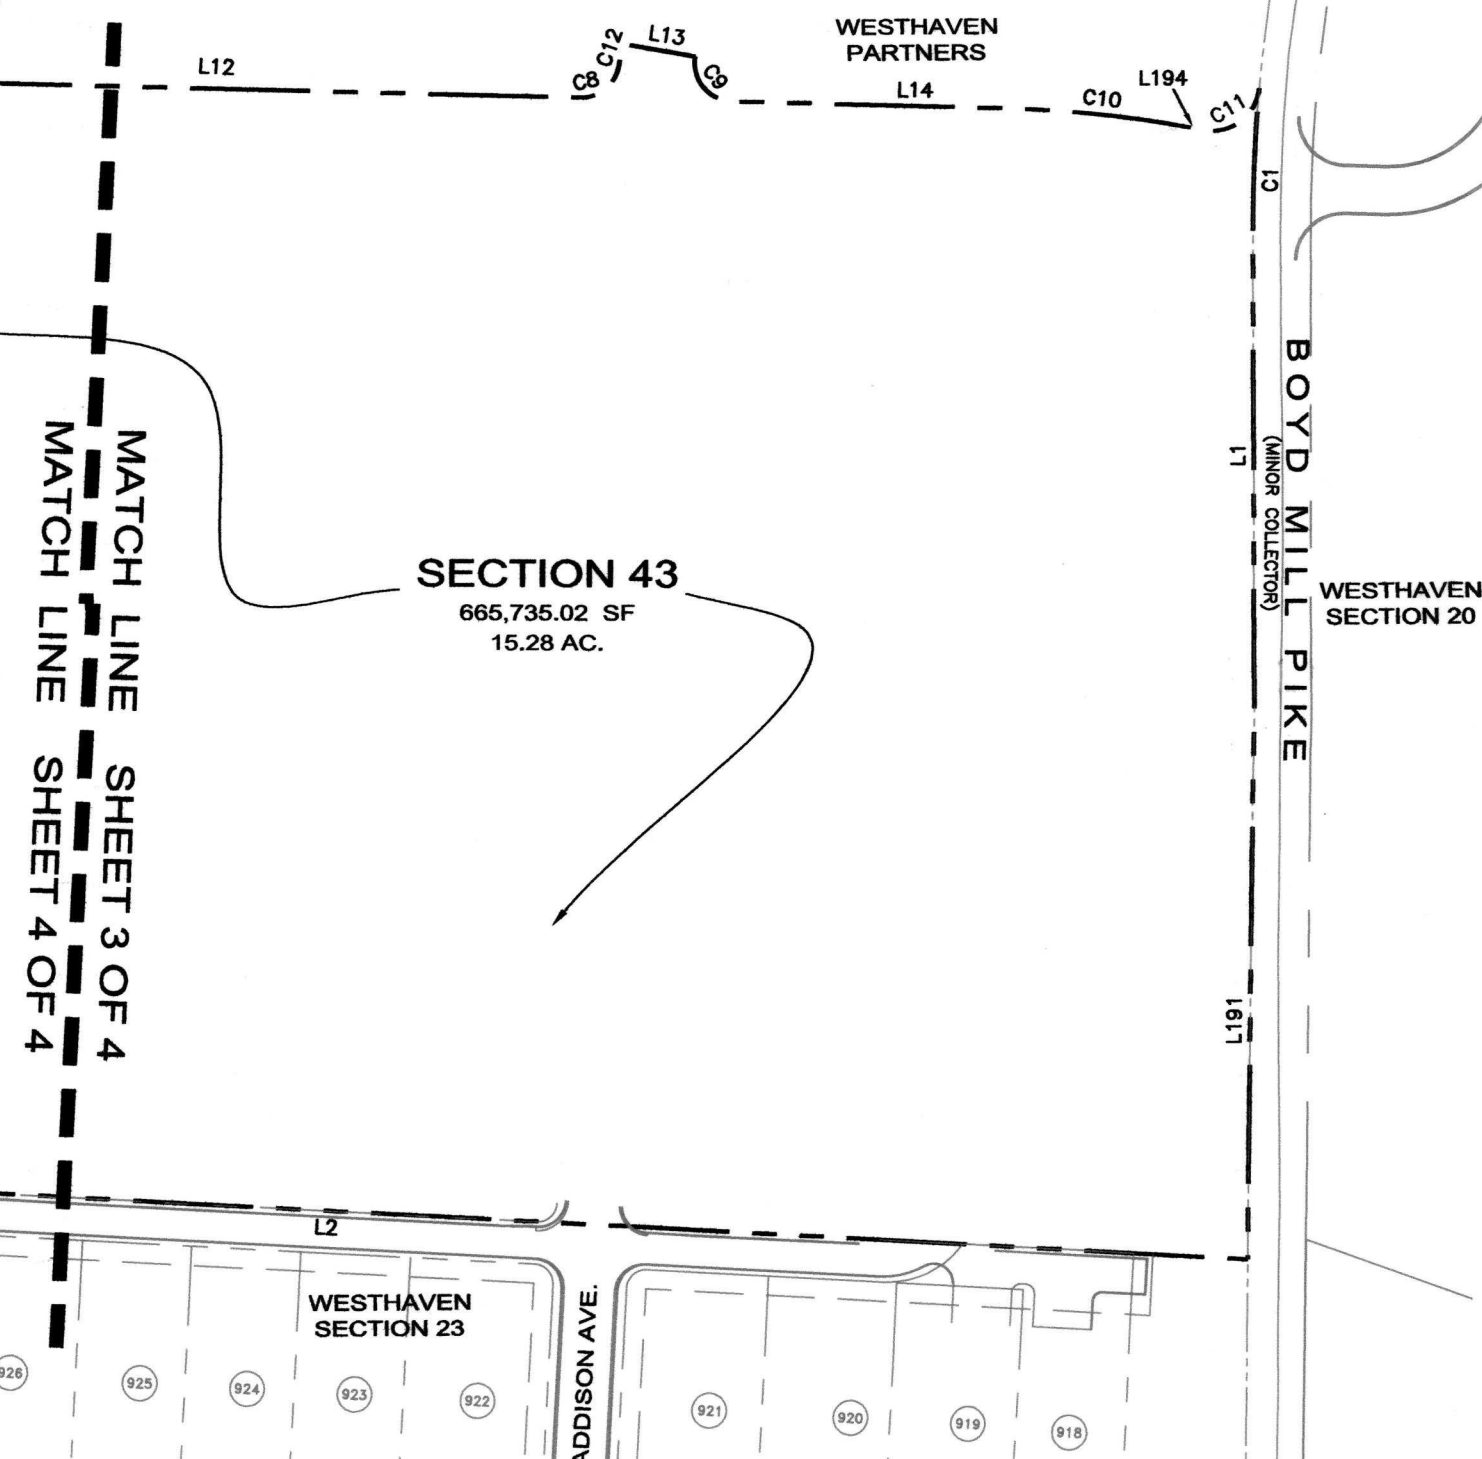 WESTHAVEN
PARTNERS
L12
C8
C12
L13
C9
L14
C10
L194
C11
C1
L1
BOYD MILL PIKE
(MINOR COLLECTOR)
WESTHAVEN
SECTION 20
SECTION 43
665,735.02 SF
15.28 AC.
MATCH LINE SHEET 3 OF 4
MATCH LINE SHEET 4 OF 4
L191
L2
WESTHAVEN
SECTION 23
ADDISON AVE.
926
925
924
923
922
921
920
919
918